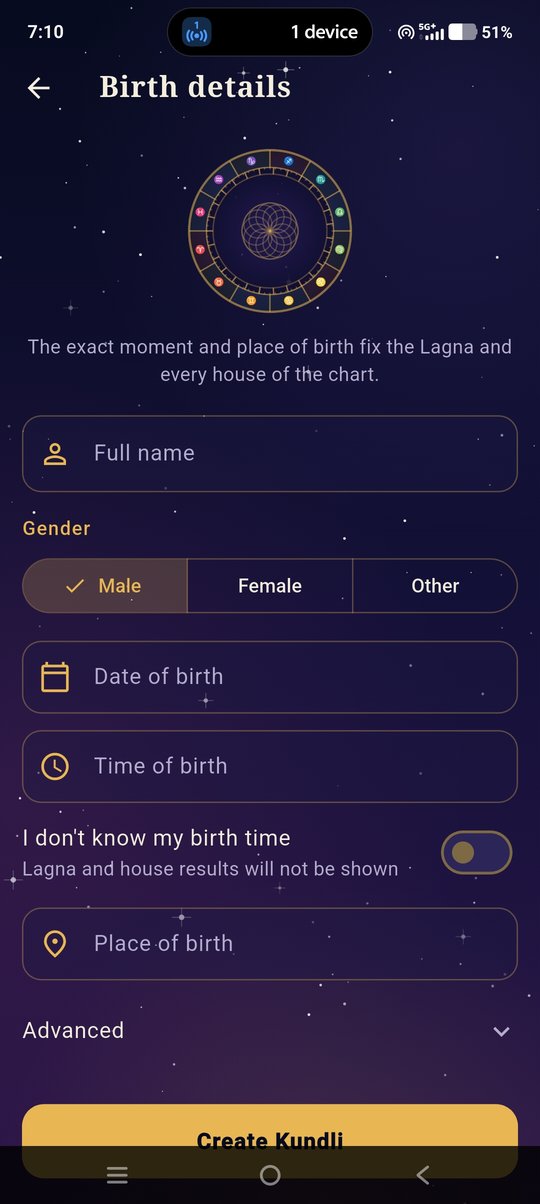 7:10
1
1 device
5G+
51%
Birth details
The exact moment and place of birth fix the Lagna and
every house of the chart.
Full name
Gender
Male
Female
Other
Date of birth
Time of birth
I don't know my birth time
Lagna and house results will not be shown
Place of birth
Advanced
Create Kundli